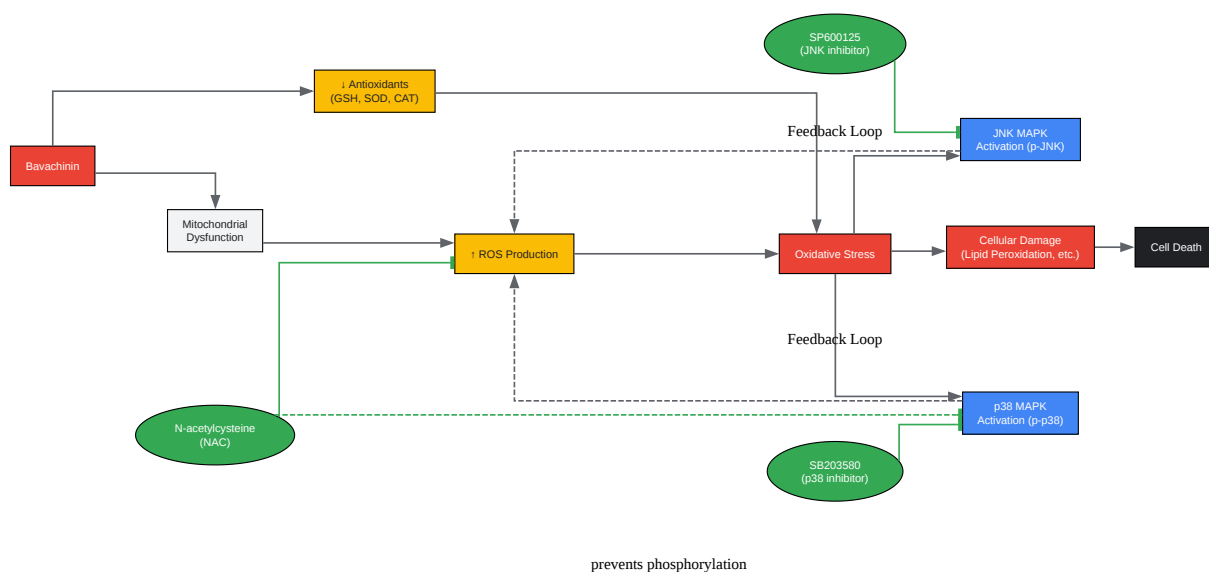 SP600125
(JNK inhibitor)
↓ Antioxidants
(GSH, SOD, CAT)
Feedback Loop
JNK MAPK
Activation (p-JNK)
Bavachinin
Mitochondrial
Dysfunction
↑ ROS Production
Oxidative Stress
Cellular Damage
(Lipid Peroxidation, etc.)
Cell Death
Feedback Loop
p38 MAPK
Activation (p-p38)
N-acetylcysteine
(NAC)
SB203580
(p38 inhibitor)
prevents phosphorylation